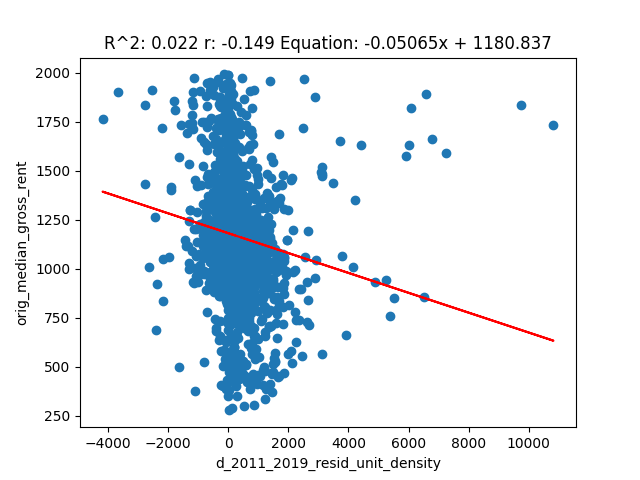 R^2: 0.022 r: -0.149 Equation: -0.05065x + 1180.837
orig_median_gross_rent
2000
1750
1500
1250
1000
750
500
250
−4000 −2000 0 2000 4000 6000 8000 10000
d_2011_2019_resid_unit_density